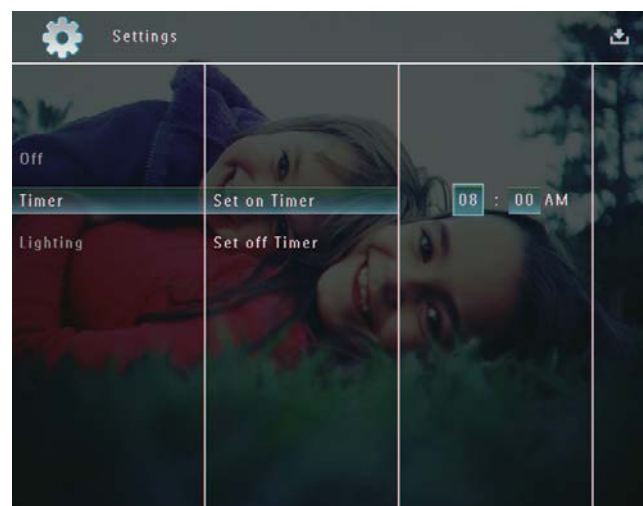 Settings
Off
Timer
Set on Timer
08 : 00 AM
Lighting
Set off Timer